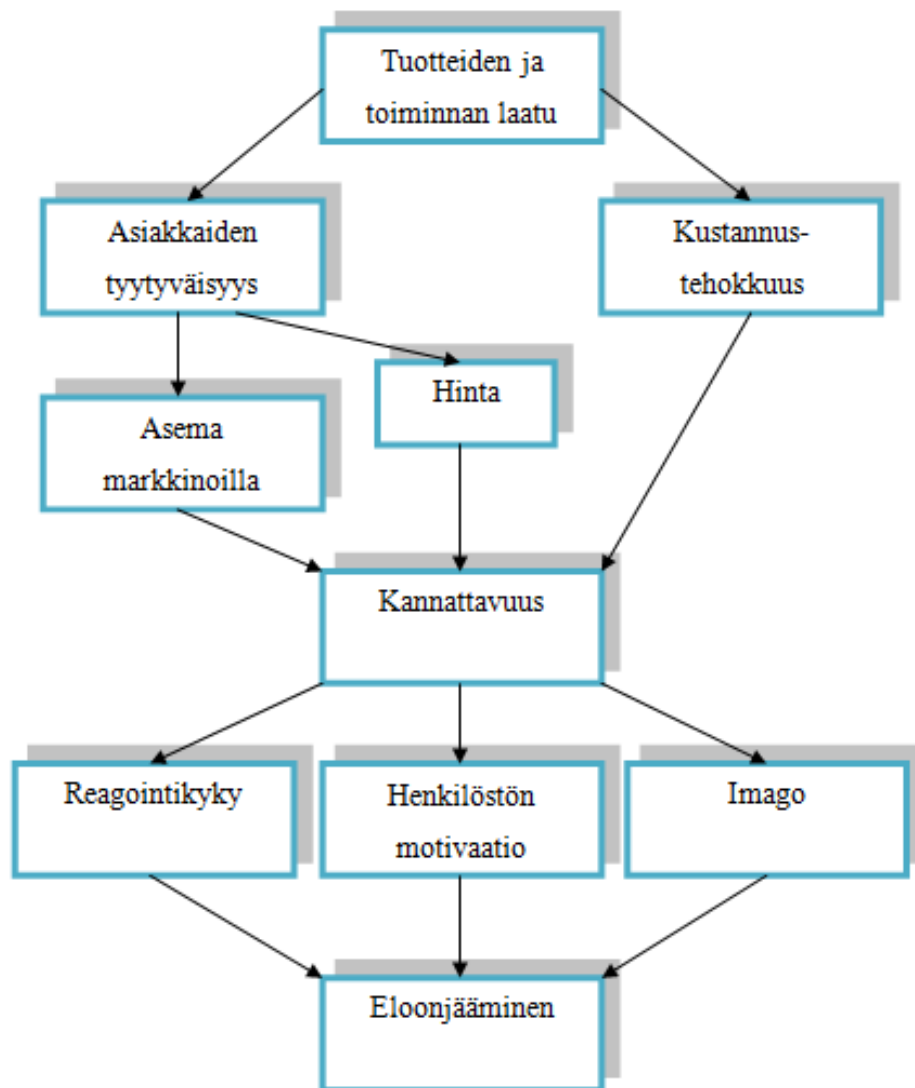 Tuotteiden ja
toiminnan laatu
Asiakkaiden
tyytyväisyys
Kustannus-
tehokkuus
Asema
markkinoilla
Hinta
Kannattavuus
Reagointikyky
Henkilöstön
motivaatio
Imago
Eloonjääminen